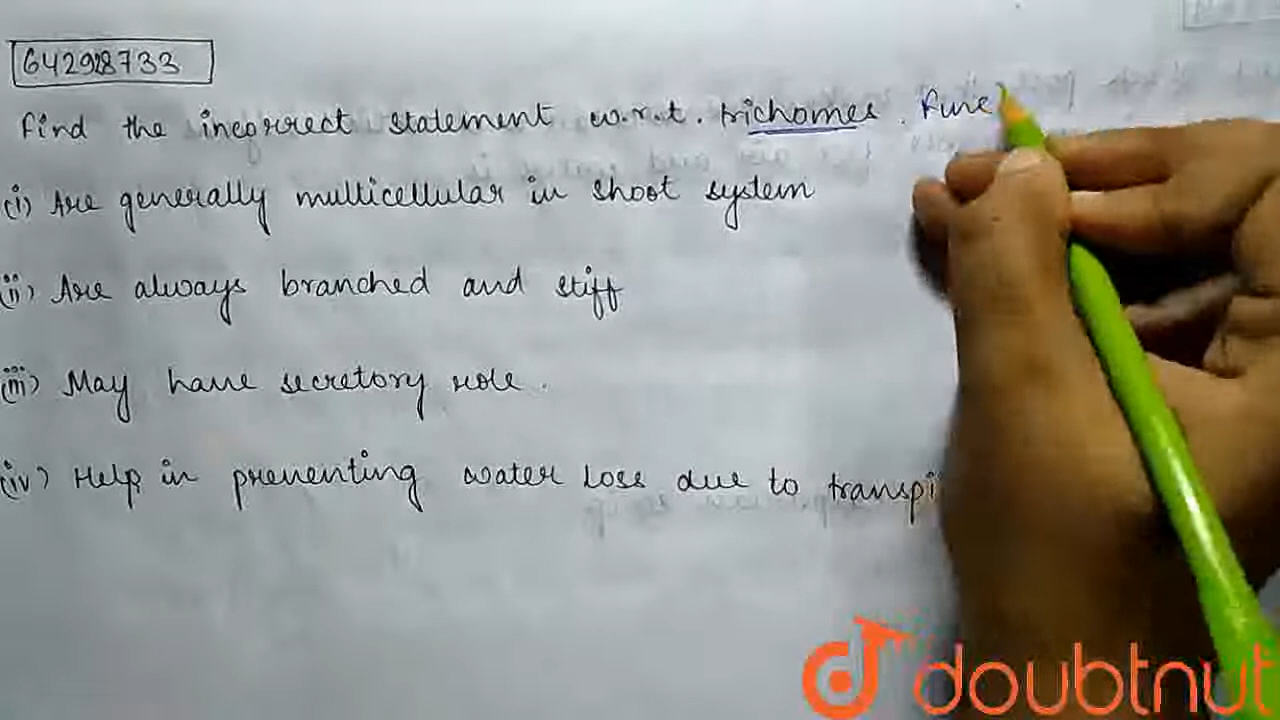 642928733
Find the incorrect statement w.r.t. trichomes. Fine
(i) Are generally multicellular in shoot system
(ii) Are always branched and stiff
(iii) May have secretory role.
(iv) Help in preventing water loss due to transpi
doubtnut